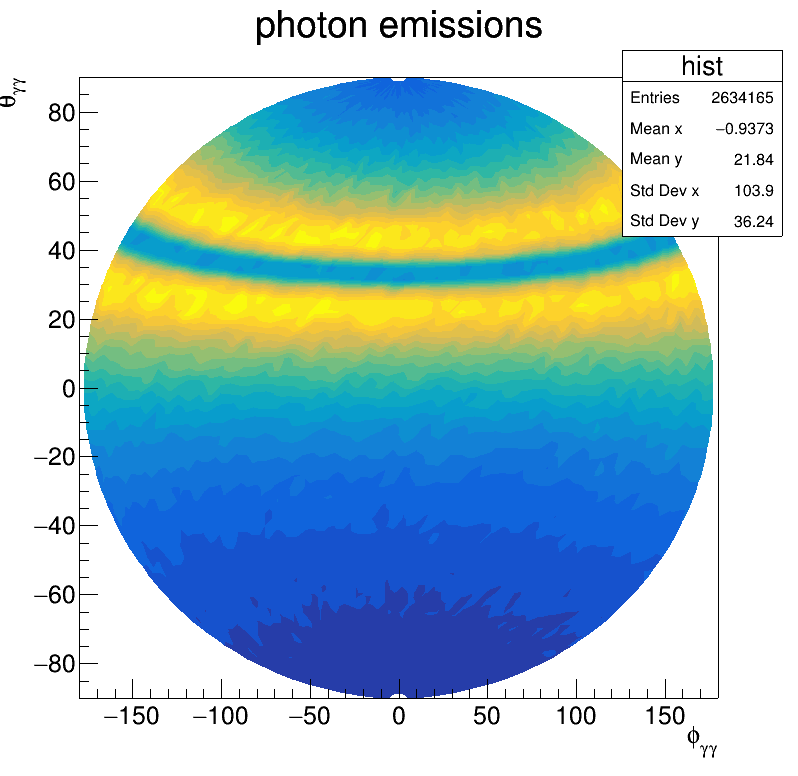 photon emissions
hist
Entries 2634165
Mean x −0.9373
Mean y 21.84
Std Dev x 103.9
Std Dev y 36.24
θγγ
80
60
40
20
0
−20
−40
−60
−80
−150 −100 −50 0 50 100 150
ϕγγ